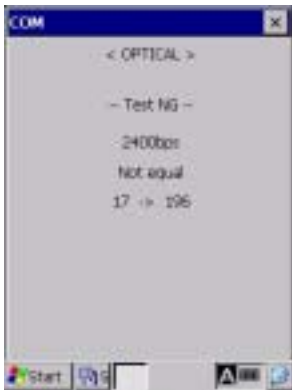 COM
< OPTICAL >
-- Test NG --
2400bps
Not equal
17 -> 196
Start
A